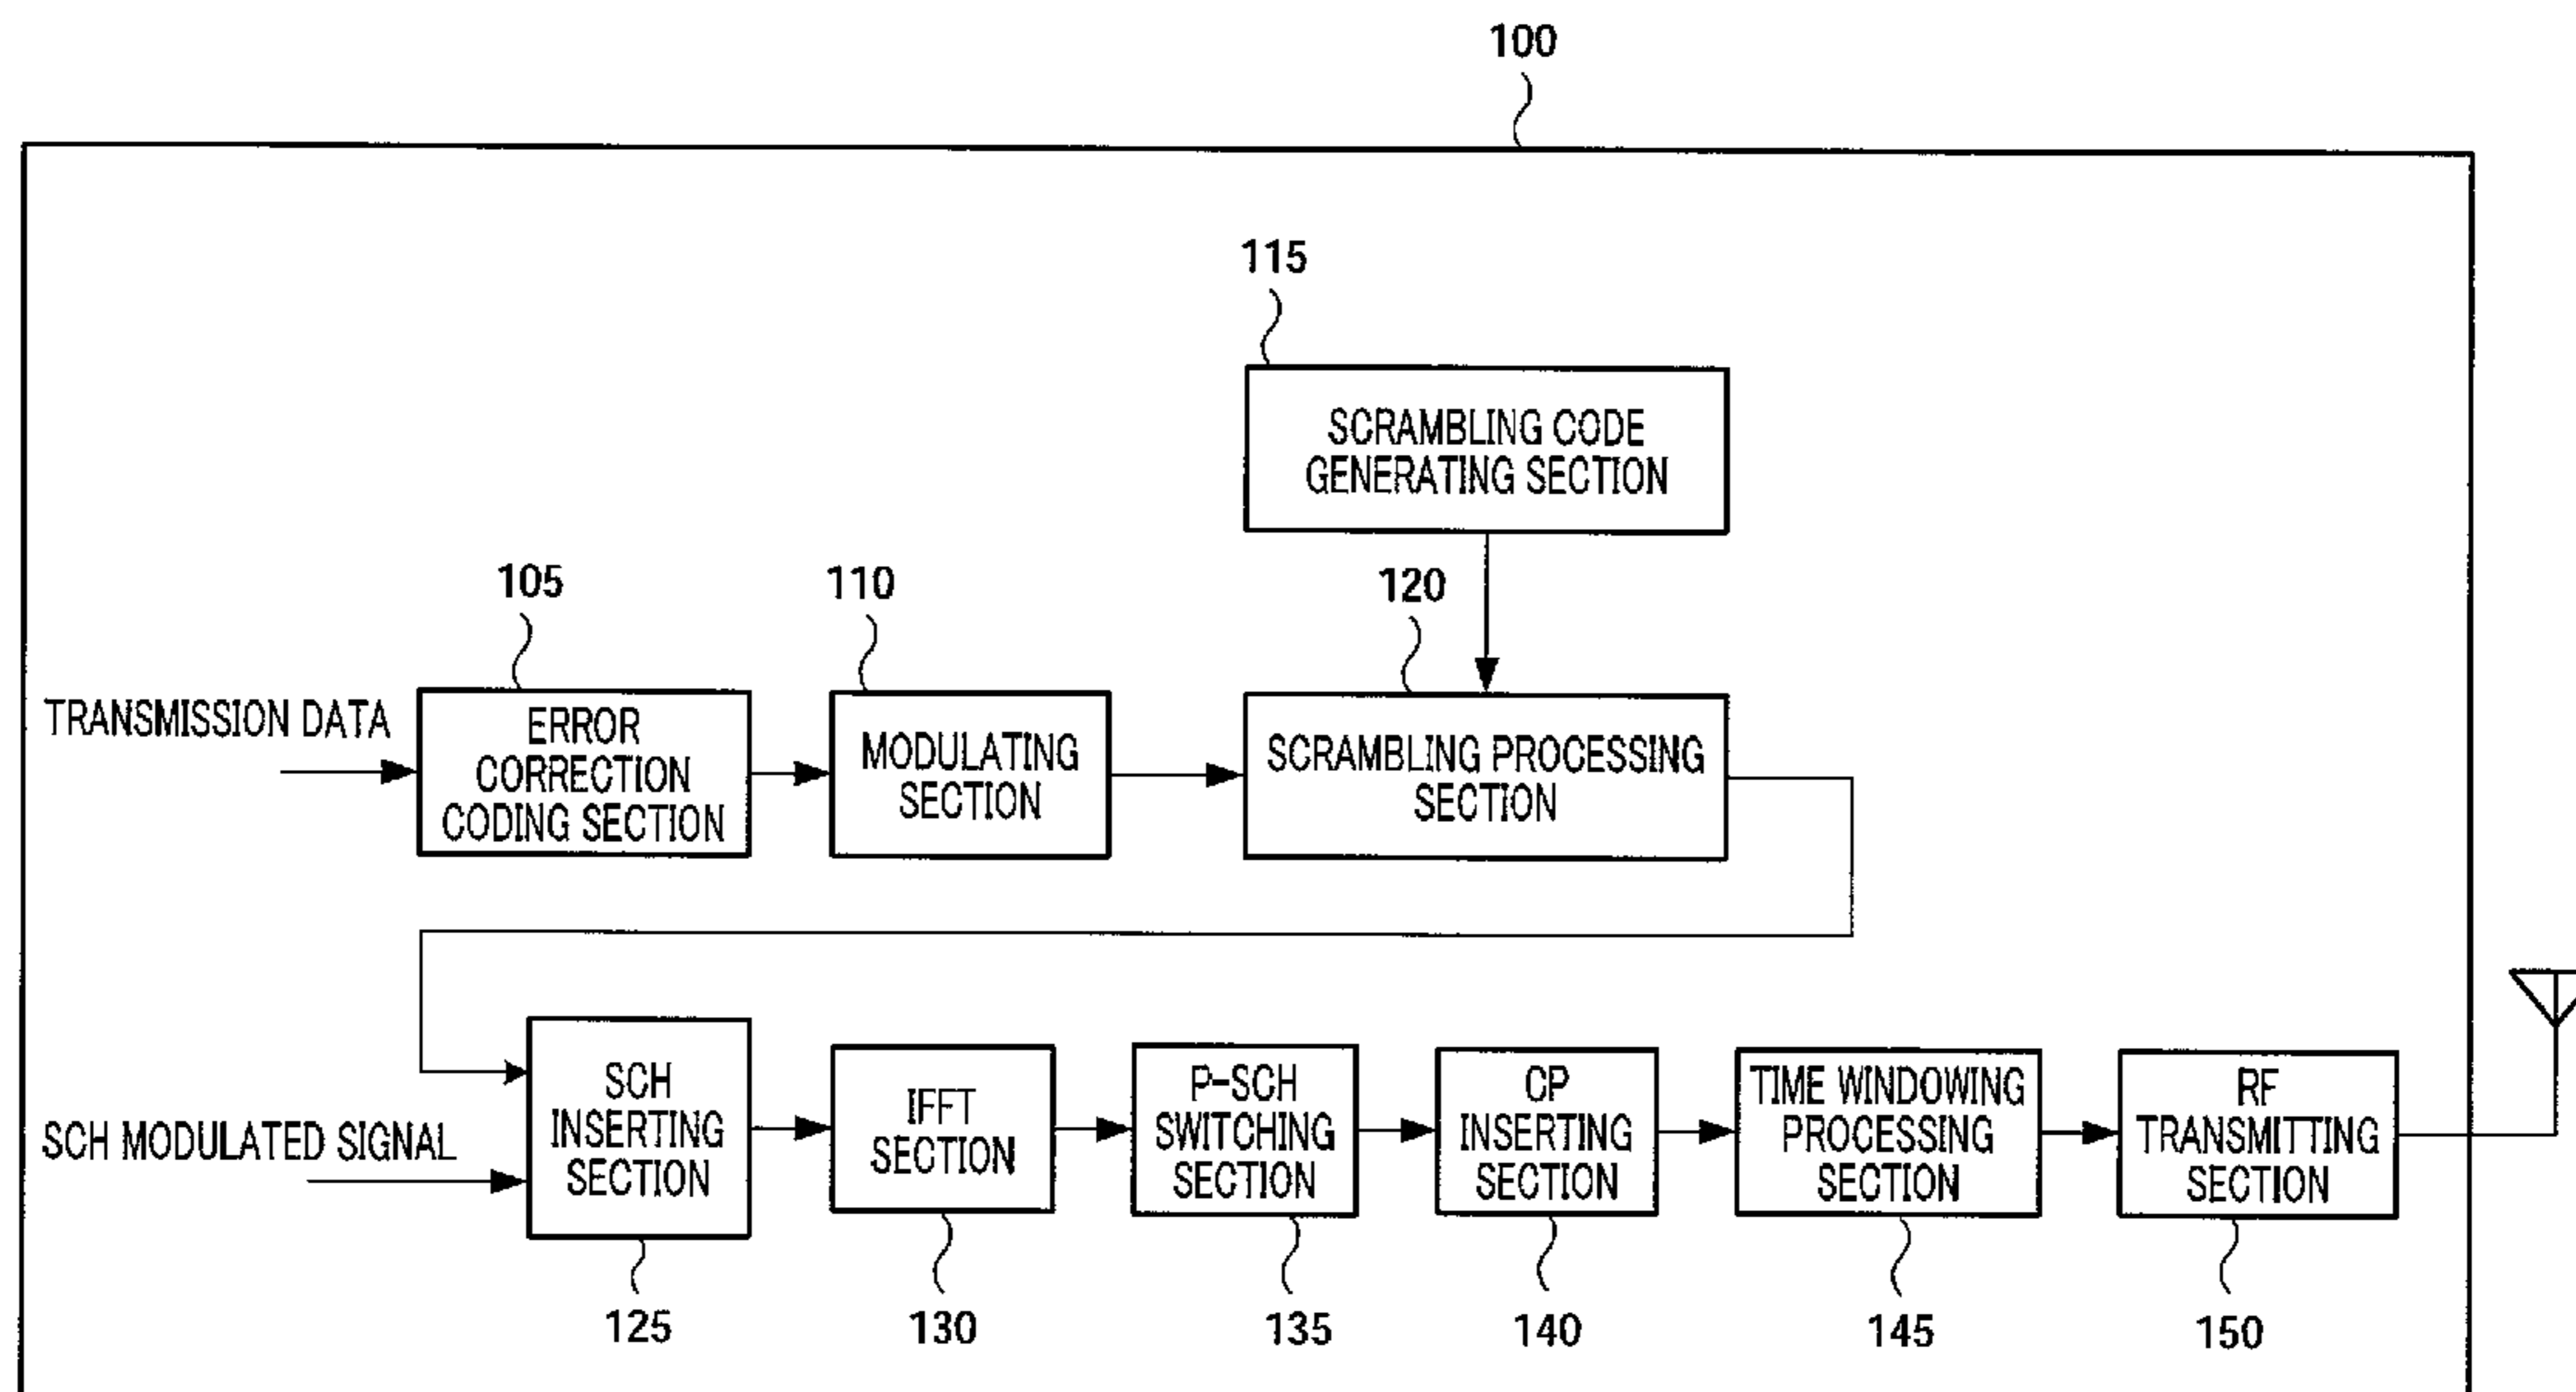 100
115
SCRAMBLING CODE
GENERATING SECTION
105
110
120
TRANSMISSION DATA
ERROR
CORRECTION
CODING SECTION
MODULATING
SECTION
SCRAMBLING PROCESSING
SECTION
SCH MODULATED SIGNAL
SCH
INSERTING
SECTION
IFFT
SECTION
P-SCH
SWITCHING
SECTION
CP
INSERTING
SECTION
TIME WINDOWING
PROCESSING
SECTION
RF
TRANSMITTING
SECTION
125
130
135
140
145
150